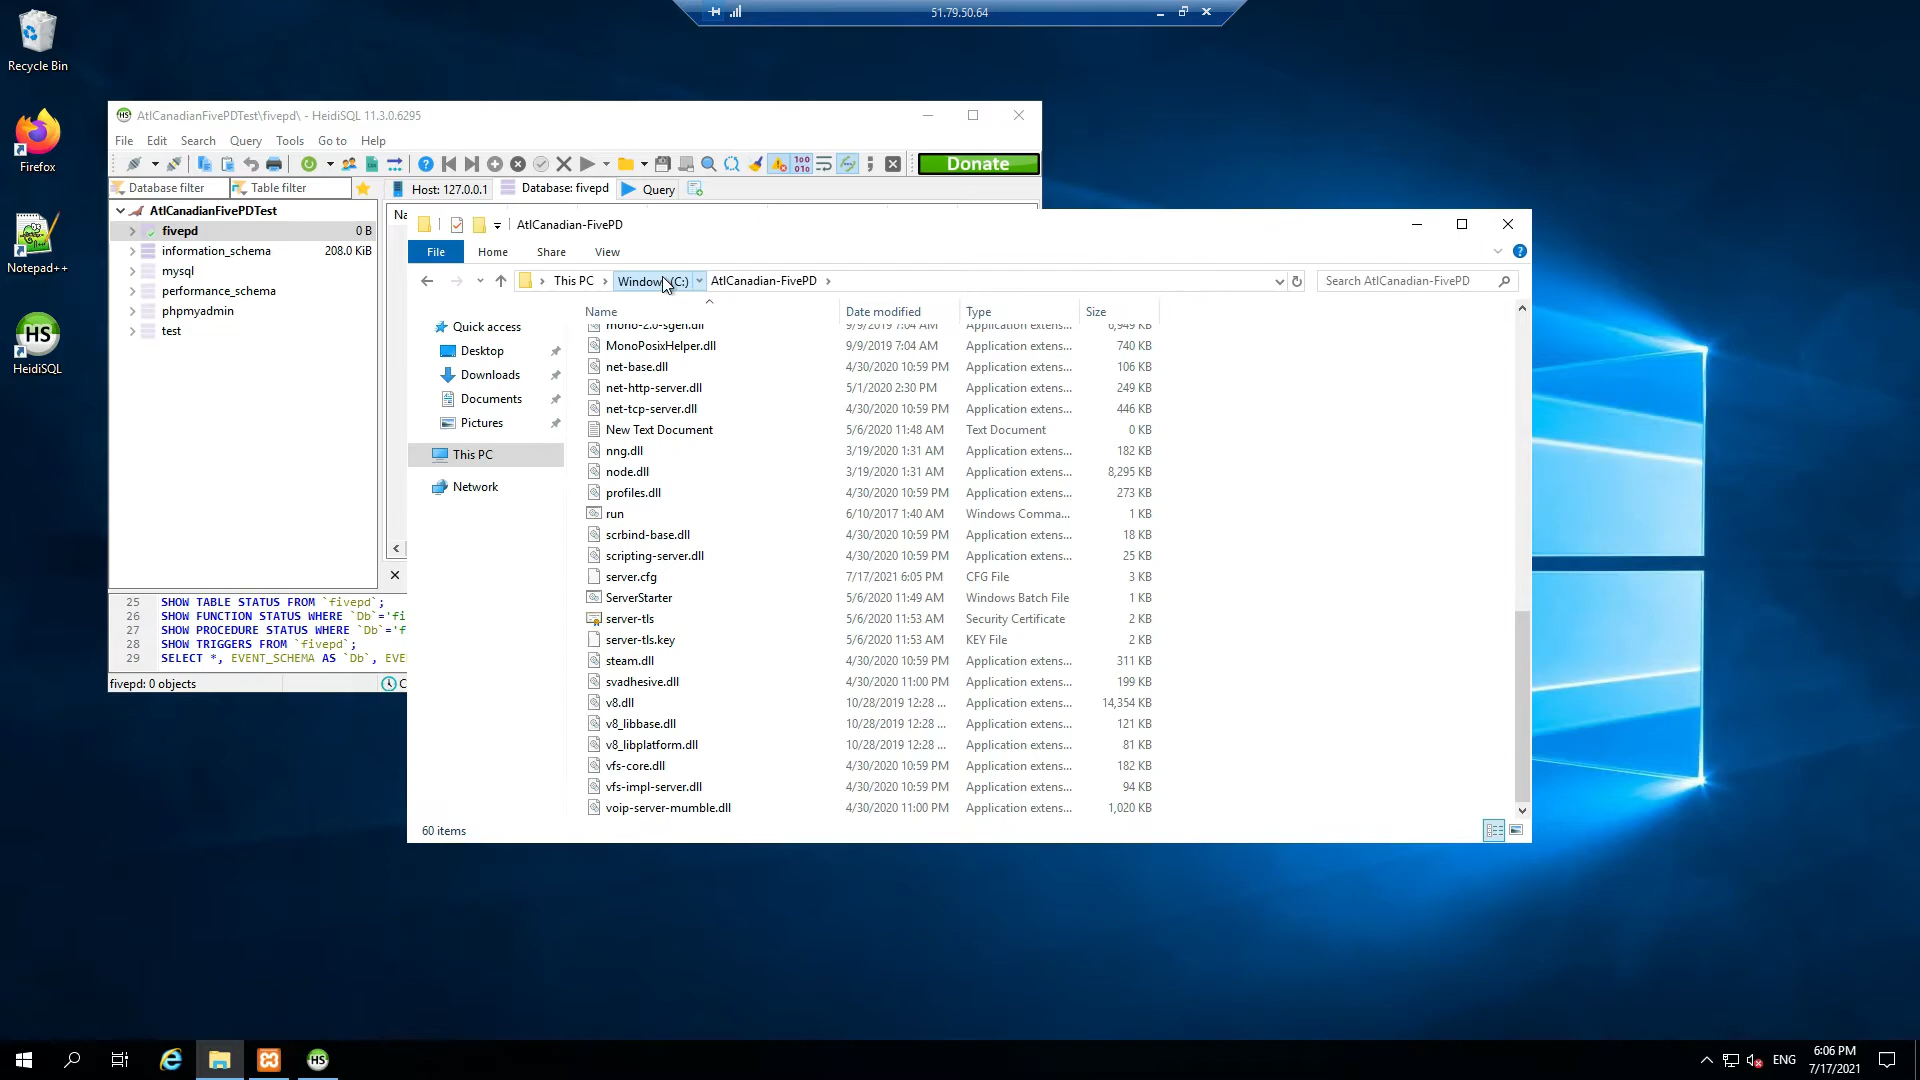 51.79.50.64
Recycle Bin
Firefox
Notepad++
HeidiSQL
AtlCanadianFivePDTest\fivepd\ - HeidiSQL 11.3.0.6295
File Edit Search Query Tools Go to Help
Donate
Database filter Table filter Host: 127.0.0.1 Database: fivepd Query
AtlCanadianFivePDTest
fivepd 0 B
information_schema 208.0 KiB
mysql
performance_schema
phpmyadmin
test
25 SHOW TABLE STATUS FROM `fivepd`;
26 SHOW FUNCTION STATUS WHERE `Db`='fi
27 SHOW PROCEDURE STATUS WHERE `Db`='f
28 SHOW TRIGGERS FROM `fivepd`;
29 SELECT *, EVENT_SCHEMA AS `Db`, EVE
fivepd: 0 objects
AtlCanadian-FivePD
File Home Share View
This PC Windows (C:) AtlCanadian-FivePD Search AtlCanadian-FivePD
Quick access
Desktop
Downloads
Documents
Pictures
This PC
Network
Name Date modified Type Size
mono-2.0-sgen.dll 9/9/2019 7:04 AM Application extens... 6,949 KB
MonoPosixHelper.dll 9/9/2019 7:04 AM Application extens... 740 KB
net-base.dll 4/30/2020 10:59 PM Application extens... 106 KB
net-http-server.dll 5/1/2020 2:30 PM Application extens... 249 KB
net-tcp-server.dll 4/30/2020 10:59 PM Application extens... 446 KB
New Text Document 5/6/2020 11:48 AM Text Document 0 KB
nng.dll 3/19/2020 1:31 AM Application extens... 182 KB
node.dll 3/19/2020 1:31 AM Application extens... 8,295 KB
profiles.dll 4/30/2020 10:59 PM Application extens... 273 KB
run 6/10/2017 1:40 AM Windows Comma... 1 KB
scrbind-base.dll 4/30/2020 10:59 PM Application extens... 18 KB
scripting-server.dll 4/30/2020 10:59 PM Application extens... 25 KB
server.cfg 7/17/2021 6:05 PM CFG File 3 KB
ServerStarter 5/6/2020 11:49 AM Windows Batch File 1 KB
server-tls 5/6/2020 11:53 AM Security Certificate 2 KB
server-tls.key 5/6/2020 11:53 AM KEY File 2 KB
steam.dll 4/30/2020 10:59 PM Application extens... 311 KB
svadhesive.dll 4/30/2020 11:00 PM Application extens... 199 KB
v8.dll 10/28/2019 12:28 ... Application extens... 14,354 KB
v8_libbase.dll 10/28/2019 12:28 ... Application extens... 121 KB
v8_libplatform.dll 10/28/2019 12:28 ... Application extens... 81 KB
vfs-core.dll 4/30/2020 10:59 PM Application extens... 182 KB
vfs-impl-server.dll 4/30/2020 10:59 PM Application extens... 94 KB
voip-server-mumble.dll 4/30/2020 11:00 PM Application extens... 1,020 KB
60 items
ENG
6:06 PM
7/17/2021